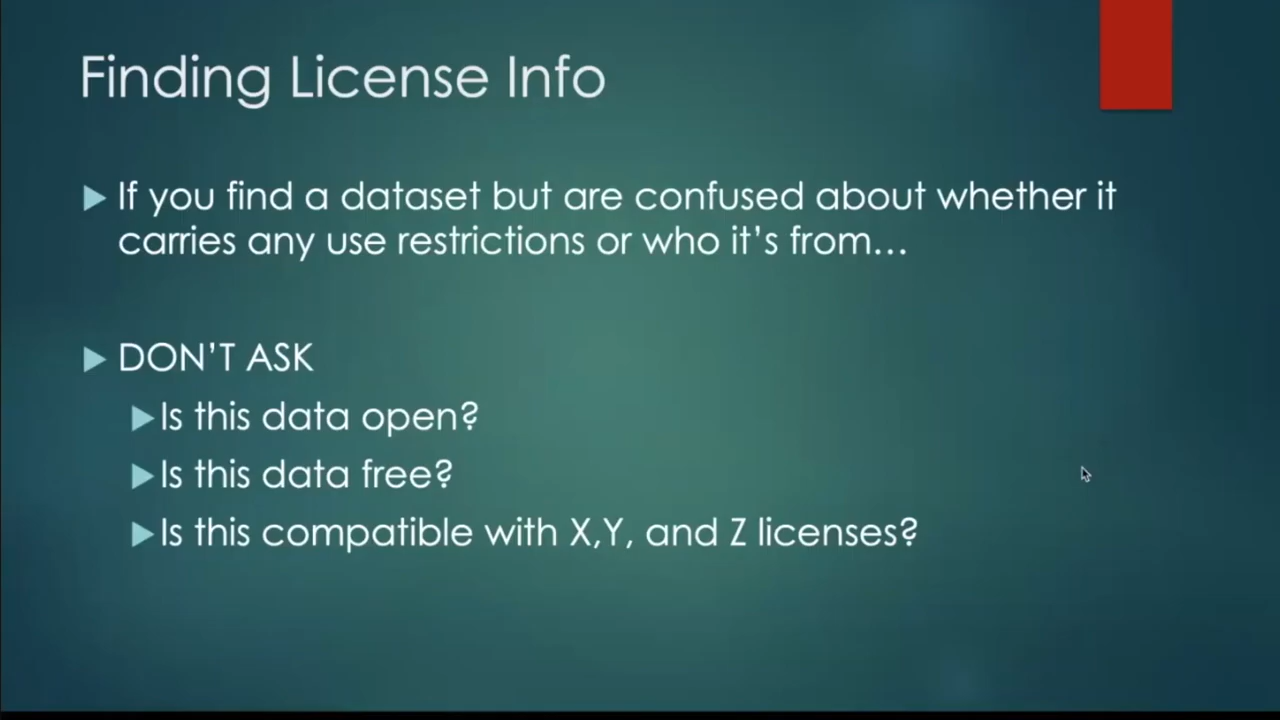 Finding License Info
If you find a dataset but are confused about whether it
carries any use restrictions or who it’s from…
DON’T ASK
Is this data open?
Is this data free?
Is this compatible with X,Y, and Z licenses?